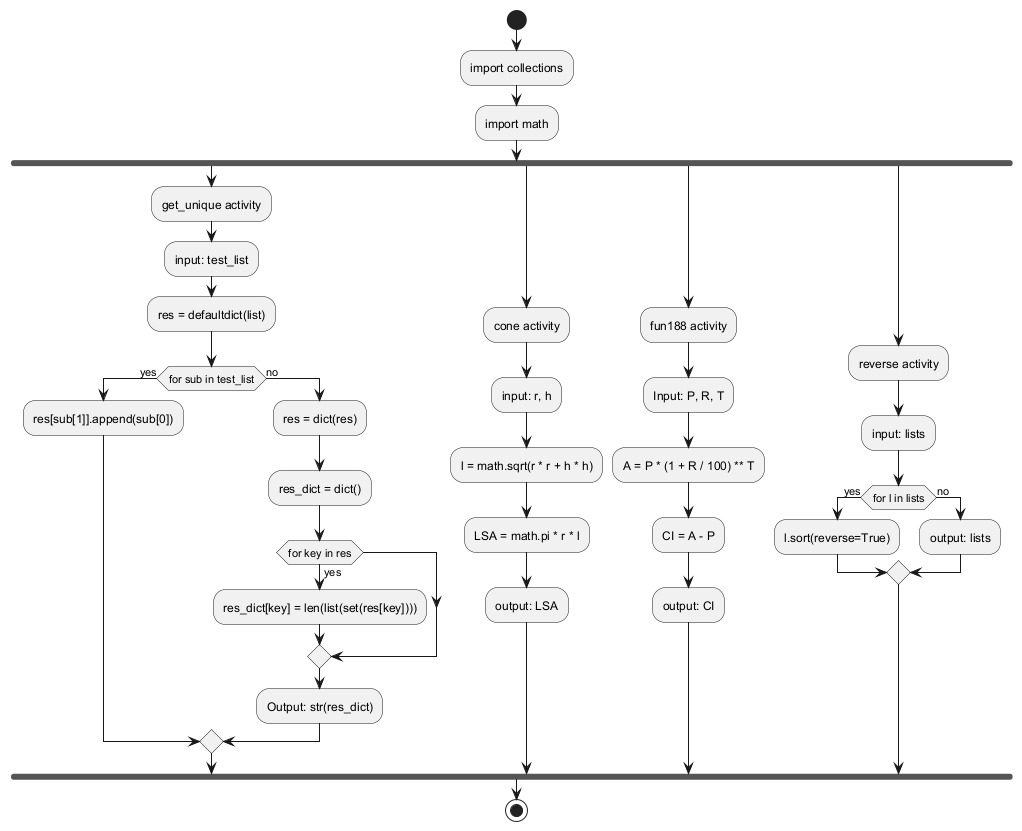 import collections
import math
get_unique activity
input: test_list
res = defaultdict(list)
yes
for sub in test_list
no
res[sub[1]].append(sub[0])
res = dict(res)
res_dict = dict()
for key in res
yes
res_dict[key] = len(list(set(res[key])))
Output: str(res_dict)
cone activity
input: r, h
l = math.sqrt(r * r + h * h)
LSA = math.pi * r * l
output: LSA
fun188 activity
Input: P, R, T
A = P * (1 + R / 100) ** T
CI = A - P
output: CI
reverse activity
input: lists
yes
for l in lists
no
l.sort(reverse=True)
output: lists